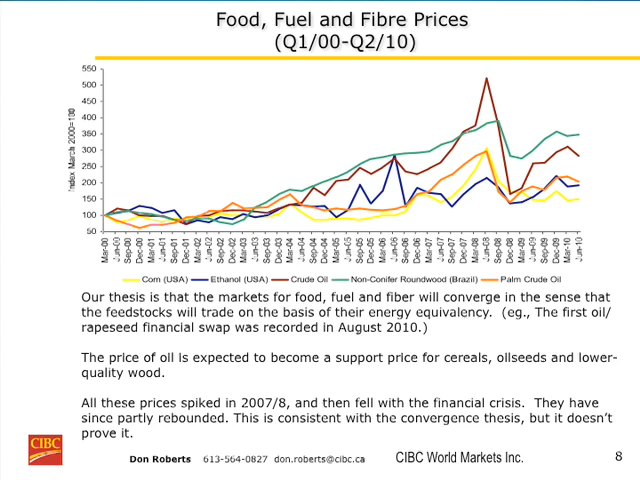 Food, Fuel and Fibre Prices
(Q1/00-Q2/10)
Index March 2000=100
550
500
450
400
350
300
250
200
150
100
50
Mar-00 Jun-00 Sep-00 Dec-00 Mar-01 Jun-01 Sep-01 Dec-01 Mar-02 Jun-02 Sep-02 Dec-02 Mar-03 Jun-03 Sep-03 Dec-03 Mar-04 Jun-04 Sep-04 Dec-04 Mar-05 Jun-05 Sep-05 Dec-05 Mar-06 Jun-06 Sep-06 Dec-06 Mar-07 Jun-07 Sep-07 Dec-07 Mar-08 Jun-08 Sep-08 Dec-08 Mar-09 Jun-09 Sep-09 Dec-09 Mar-10 Jun-10
Corn (USA) Ethanol (USA) Crude Oil Non-Conifer Roundwood (Brazil) Palm Crude Oil
Our thesis is that the markets for food, fuel and fiber will converge in the sense that
the feedstocks will trade on the basis of their energy equivalency. (eg., The first oil/
rapeseed financial swap was recorded in August 2010.)
The price of oil is expected to become a support price for cereals, oilseeds and lower-
quality wood.
All these prices spiked in 2007/8, and then fell with the financial crisis. They have
since partly rebounded. This is consistent with the convergence thesis, but it doesn't
prove it.
CIBC
Don Roberts 613-564-0827 don.roberts@cibc.ca CIBC World Markets Inc. 8